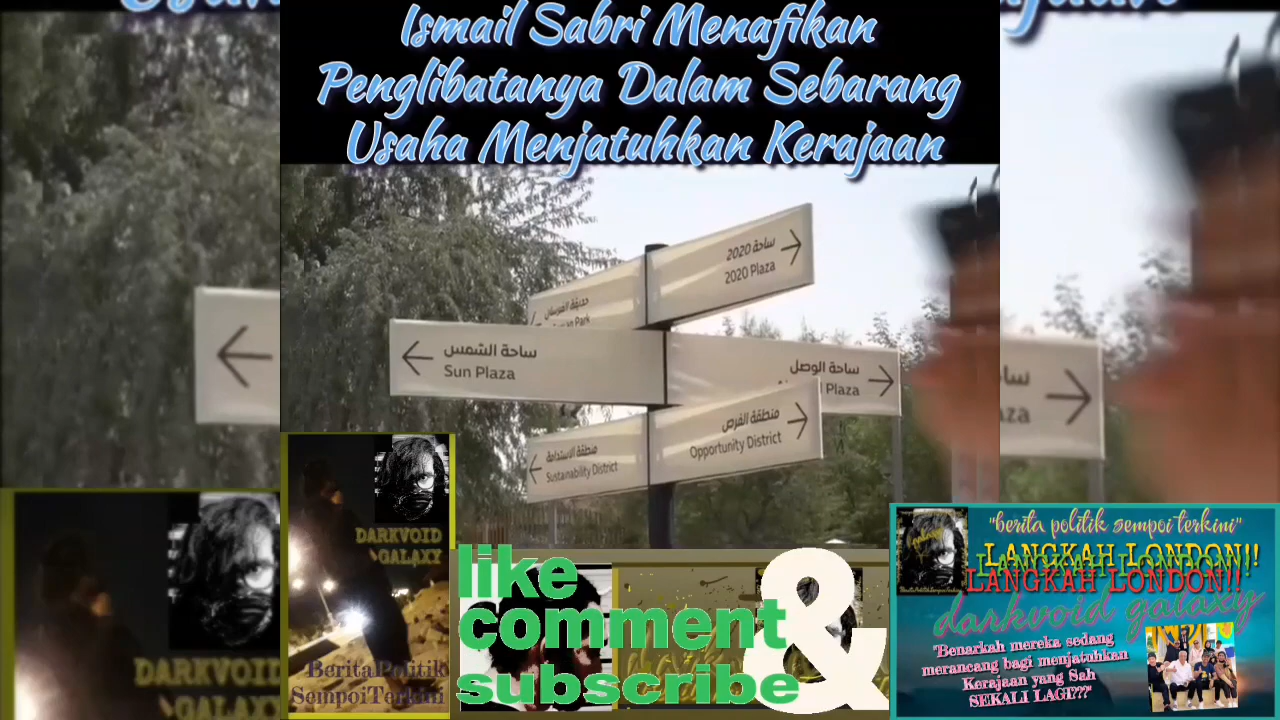 Ismail Sabri Menafikan
Penglibatanya Dalam Sebarang
Usaha Menjatuhkan Kerajaan
ساحة 2020
2020 Plaza
Park
ساحة الشمس
Sun Plaza
ساحة الوصل
Plaza
منطقة الفرص
Opportunity District
منطقة الاستدامة
Sustainability District
DARKVOID
GALAXY
BeritaPolitik
SempoiTerkini
like
comment
subscribe
&
"berita politik sempoi terkini"
LANGKAH LONDON!!
LANGKAH LONDON!!
LANGKAH LONDON!!
darkvoid galaxy
"Benarkah mereka sedang
merancang bagi menjatuhkan
Kerajaan yang Sah
SEKALI LAGI???"
DARKVOID